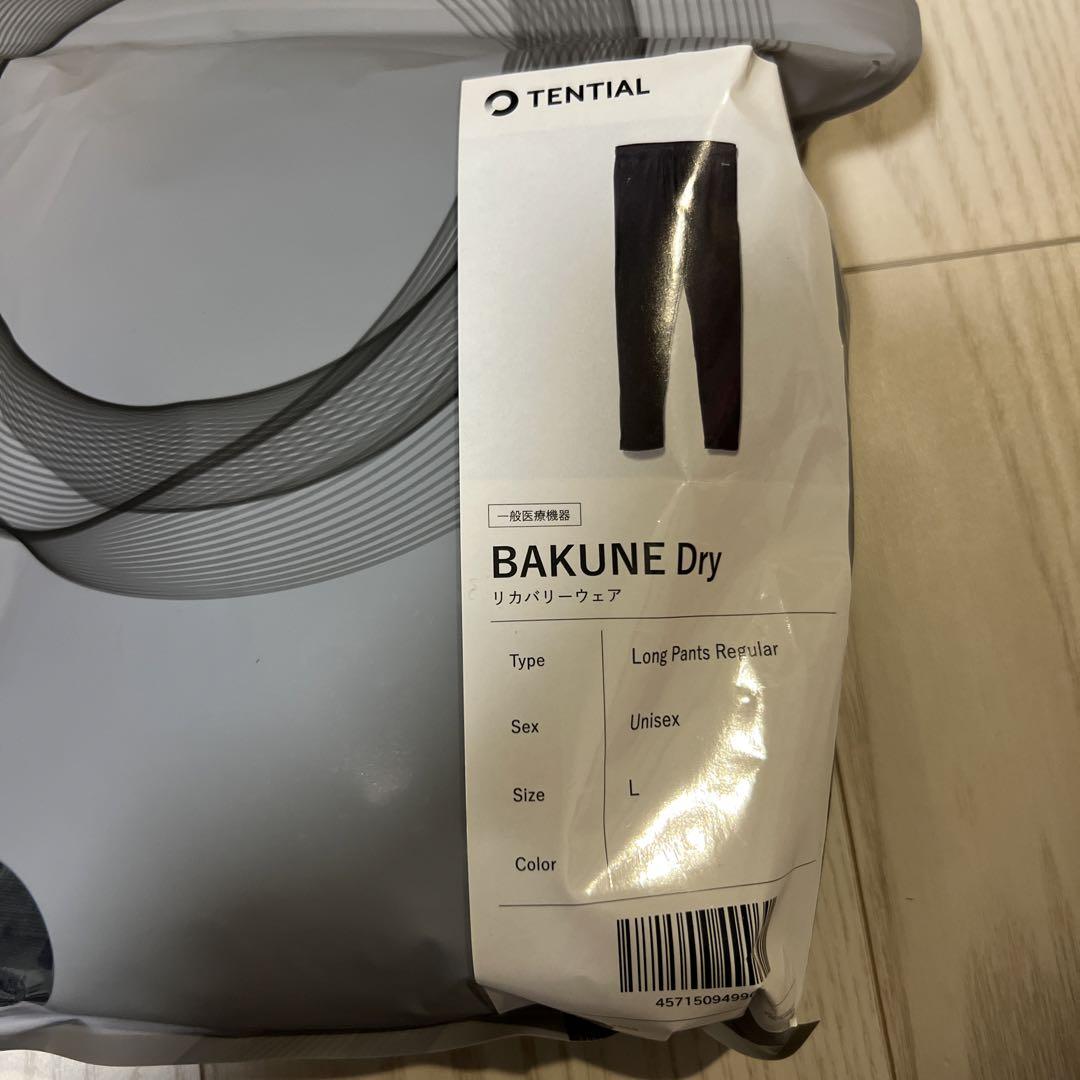 TENTIAL
一般医療機器
BAKUNE Dry
リカバリーウェア
Type Long Pants Regular
Sex Unisex
Size L
Color